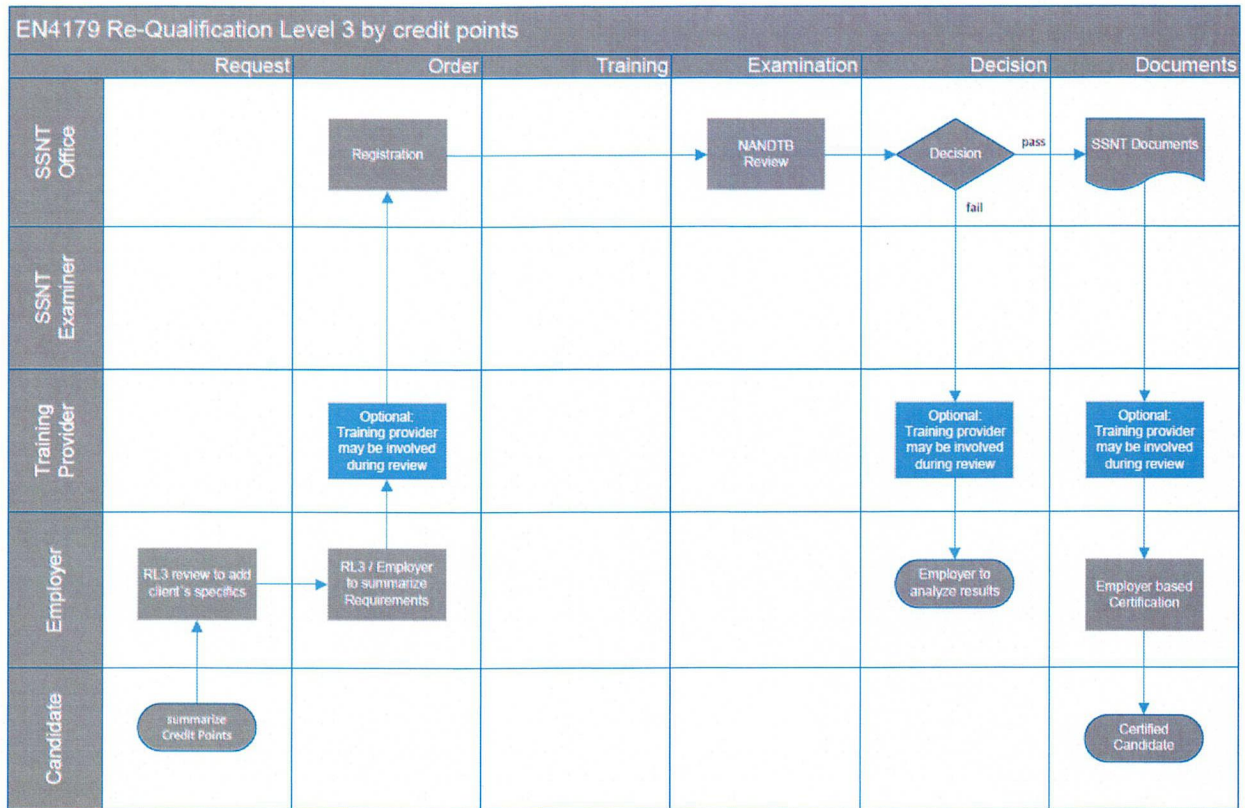 EN4179 Re-Qualification Level 3 by credit points
Request
Order
Training
Examination
Decision
Documents
SSNT
Office
Registration
NANDTB
Review
Decision
pass
fail
SSNT Documents
SSNT
Examiner
Training
Provider
Optional:
Training provider
may be involved
during review
Optional:
Training provider
may be involved
during review
Optional:
Training provider
may be involved
during review
Employer
RL3 review to add
client`s specifics
RL3 / Employer
to summarize
Requirements
Employer to
analyze results
Employer based
Certification
Candidate
summarize
Credit Points
Certified
Candidate